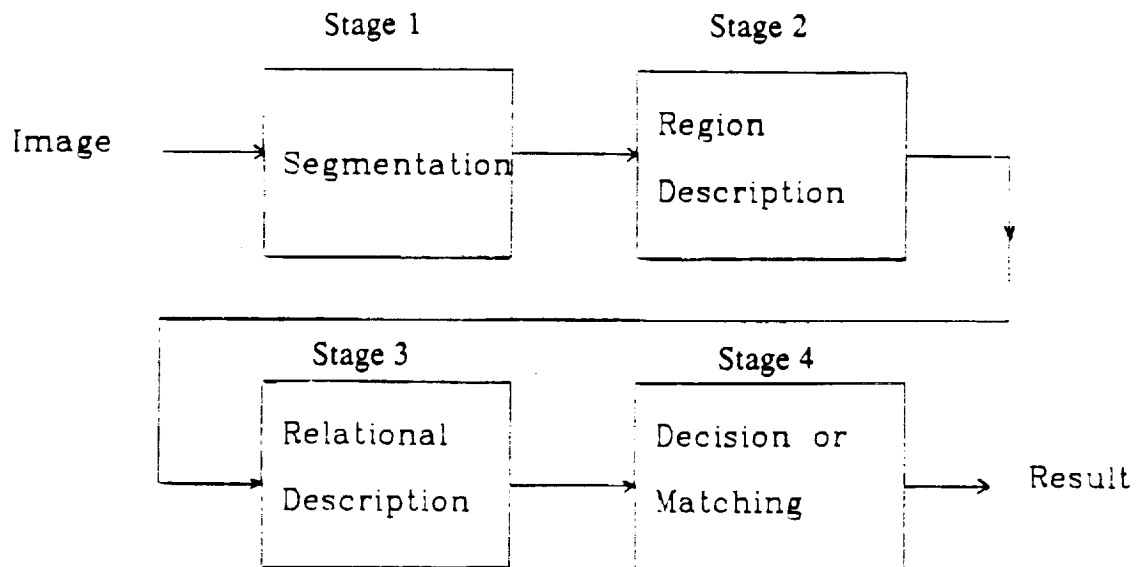 Stage 1
Stage 2
Image
Segmentation
Region
Description
Stage 3
Stage 4
Relational
Description
Decision or
Matching
Result